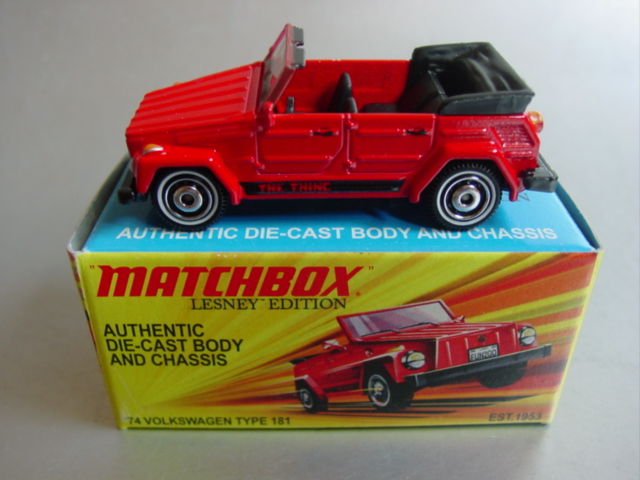 THE THING
AUTHENTIC DIE-CAST BODY AND CHASSIS
"MATCHBOX"
LESNEY™ EDITION
AUTHENTIC
DIE-CAST BODY
AND CHASSIS
'74 VOLKSWAGEN TYPE 181
EST. 1953